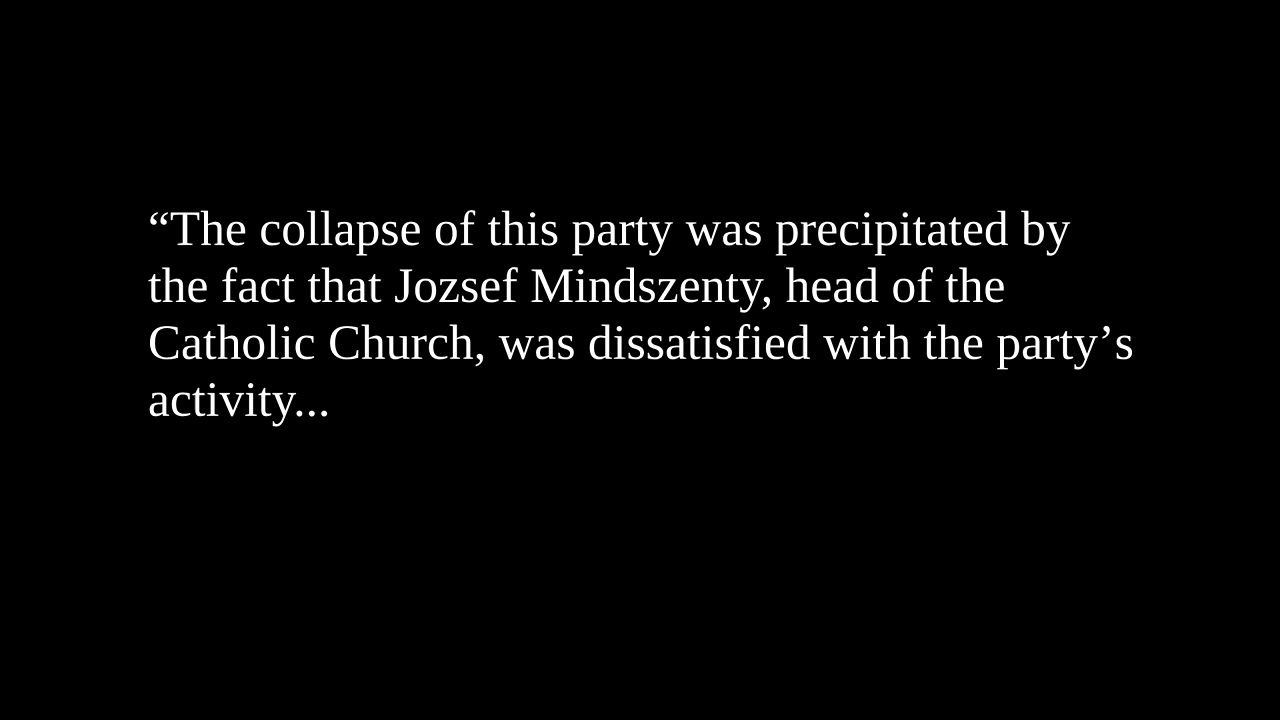 “The collapse of this party was precipitated by
the fact that Jozsef Mindszenty, head of the
Catholic Church, was dissatisfied with the party’s
activity...